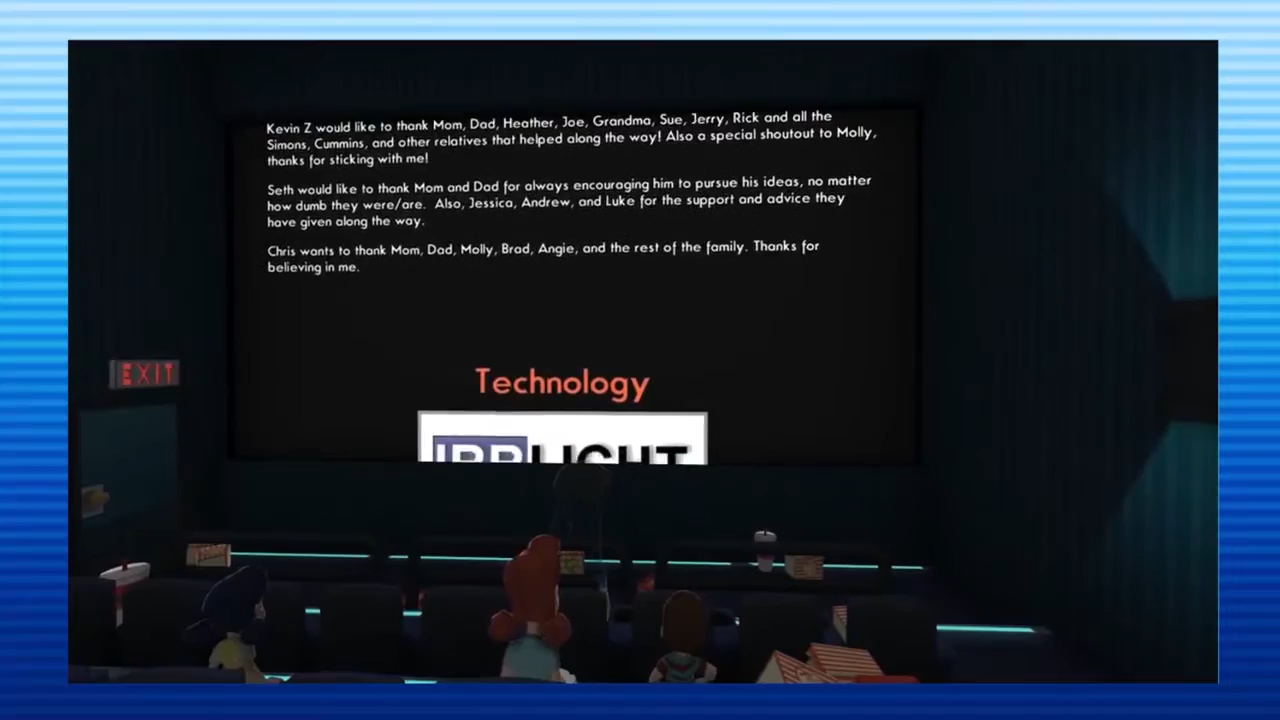 Kevin Z would like to thank Mom, Dad, Heather, Joe, Grandma, Sue, Jerry, Rick and all the
Simons, Cummins, and other relatives that helped along the way! Also a special shoutout to Molly,
thanks for sticking with me!
Seth would like to thank Mom and Dad for always encouraging him to pursue his ideas, no matter
how dumb they were/are. Also, Jessica, Andrew, and Luke for the support and advice they
have given along the way.
Chris wants to thank Mom, Dad, Molly, Brad, Angie, and the rest of the family. Thanks for
believing in me.
EXIT
Technology